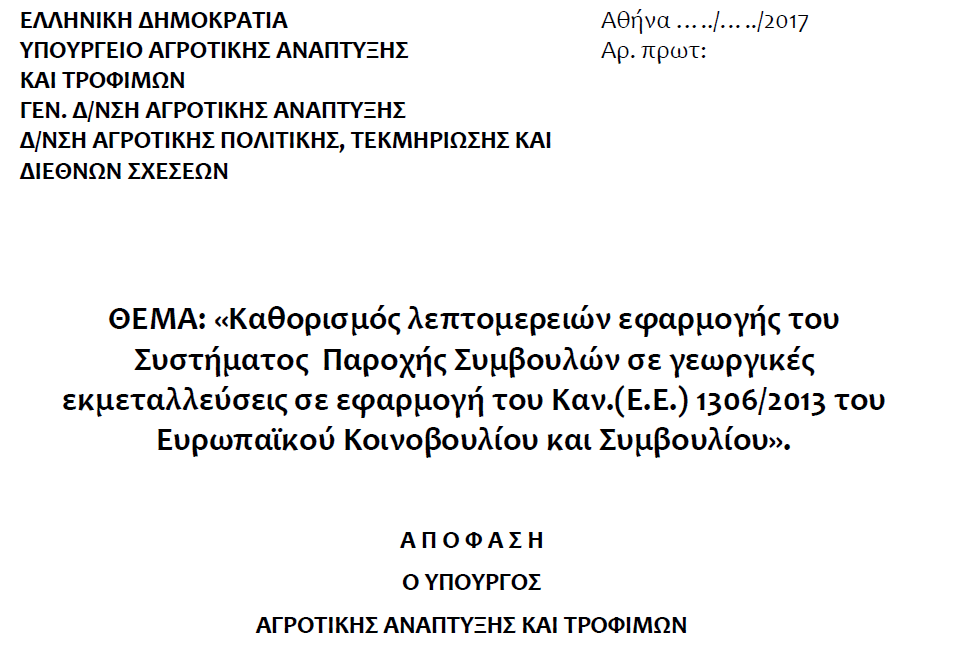 ΕΛΛΗΝΙΚΗ ΔΗΜΟΚΡΑΤΙΑ
ΥΠΟΥΡΓΕΙΟ ΑΓΡΟΤΙΚΗΣ ΑΝΑΠΤΥΞΗΣ
ΚΑΙ ΤΡΟΦΙΜΩΝ
ΓΕΝ. Δ/ΝΣΗ ΑΓΡΟΤΙΚΗΣ ΑΝΑΠΤΥΞΗΣ
Δ/ΝΣΗ ΑΓΡΟΤΙΚΗΣ ΠΟΛΙΤΙΚΗΣ, ΤΕΚΜΗΡΙΩΣΗΣ ΚΑΙ
ΔΙΕΘΝΩΝ ΣΧΕΣΕΩΝ
Αθήνα …../…../2017
Αρ. πρωτ:
ΘΕΜΑ: «Καθορισμός λεπτομερειών εφαρμογής του
Συστήματος Παροχής Συμβουλών σε γεωργικές
εκμεταλλεύσεις σε εφαρμογή του Καν.(Ε.Ε.) 1306/2013 του
Ευρωπαϊκού Κοινοβουλίου και Συμβουλίου».
Α Π Ο Φ Α Σ Η
Ο ΥΠΟΥΡΓΟΣ
ΑΓΡΟΤΙΚΗΣ ΑΝΑΠΤΥΞΗΣ ΚΑΙ ΤΡΟΦΙΜΩΝ